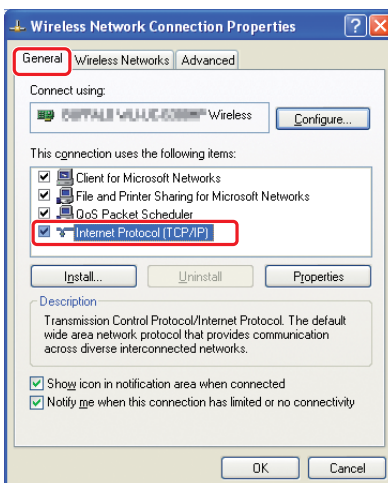 Wireless Network Connection Properties
General Wireless Networks Advanced
Connect using:
Wireless
Configure...
This connection uses the following items:
Client for Microsoft Networks
File and Printer Sharing for Microsoft Networks
QoS Packet Scheduler
Internet Protocol (TCP/IP)
Install... Uninstall Properties
Description
Transmission Control Protocol/Internet Protocol. The default
wide area network protocol that provides communication
across diverse interconnected networks.
Show icon in notification area when connected
Notify me when this connection has limited or no connectivity
OK Cancel